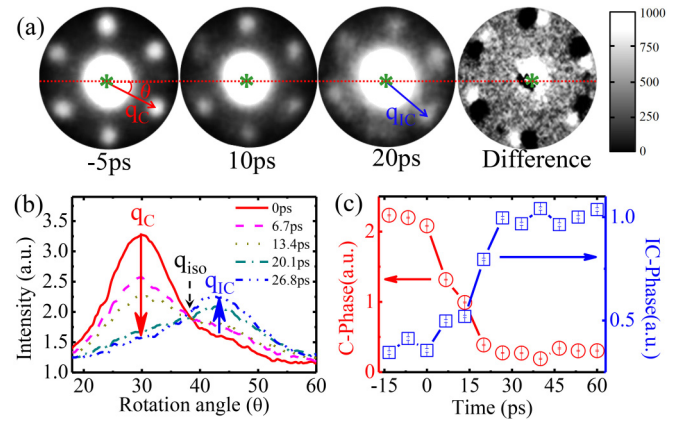 (a)
θ
q_C
q_IC
-5ps
10ps
20ps
Difference
1000
750
500
250
0
(b)
3.5
3.0
2.5
2.0
1.5
1.0
Intensity (a.u.)
q_C
q_iso
q_IC
0ps
6.7ps
13.4ps
20.1ps
26.8ps
20
30
40
50
60
Rotation angle (θ)
(c)
2
1
0
C-Phase(a.u.)
1.0
0.5
IC-Phase(a.u.)
-15
0
15
30
45
60
Time (ps)